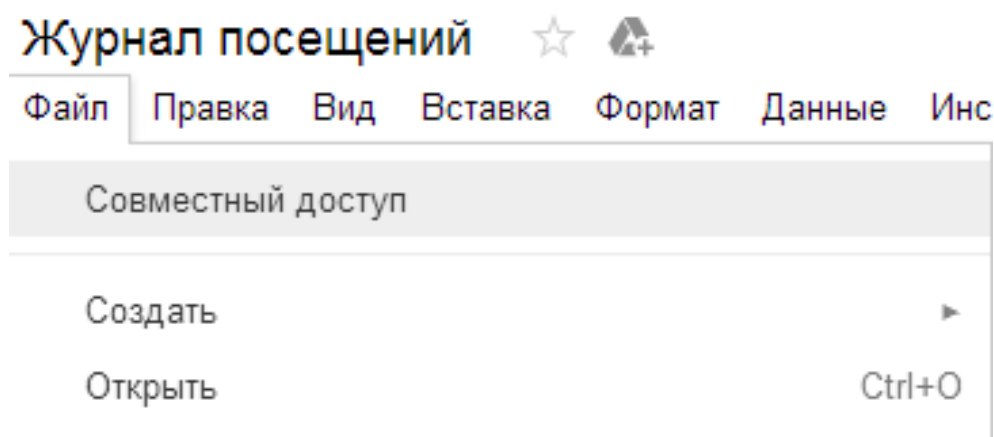 Журнал посещений
Файл Правка Вид Вставка Формат Данные Инс
Совместный доступ
Создать
Открыть Ctrl+O